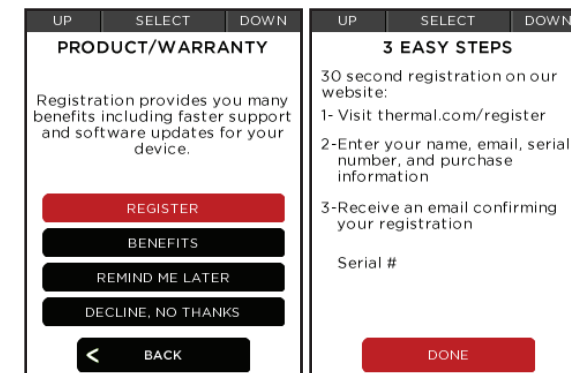 UP SELECT DOWN
PRODUCT/WARRANTY
Registration provides you many
benefits including faster support
and software updates for your
device.
REGISTER
BENEFITS
REMIND ME LATER
DECLINE, NO THANKS
< BACK
UP SELECT DOWN
3 EASY STEPS
30 second registration on our
website:
1- Visit thermal.com/register
2-Enter your name, email, serial
number, and purchase
information
3-Receive an email confirming
your registration
Serial #
DONE